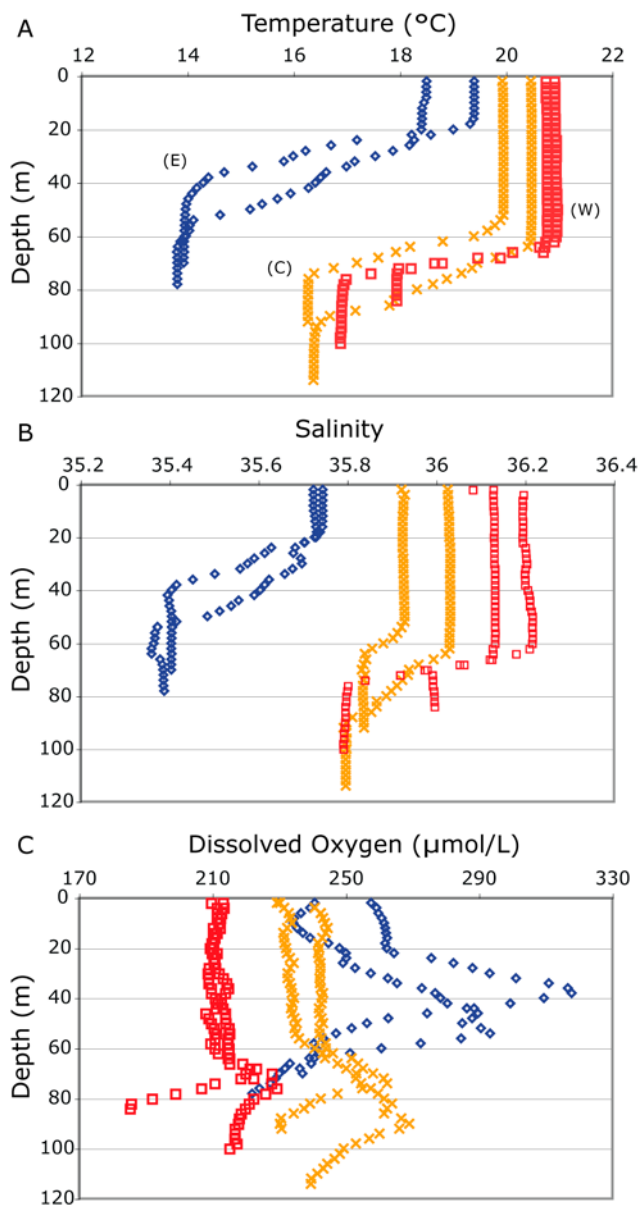 A
Temperature (°C)
12 14 16 18 20 22
0
20
40
60
80
100
120
Depth (m)
(E)
(W)
(C)
B
Salinity
35.2 35.4 35.6 35.8 36 36.2 36.4
0
20
40
60
80
100
120
Depth (m)
C
Dissolved Oxygen (µmol/L)
170 210 250 290 330
0
20
40
60
80
100
120
Depth (m)